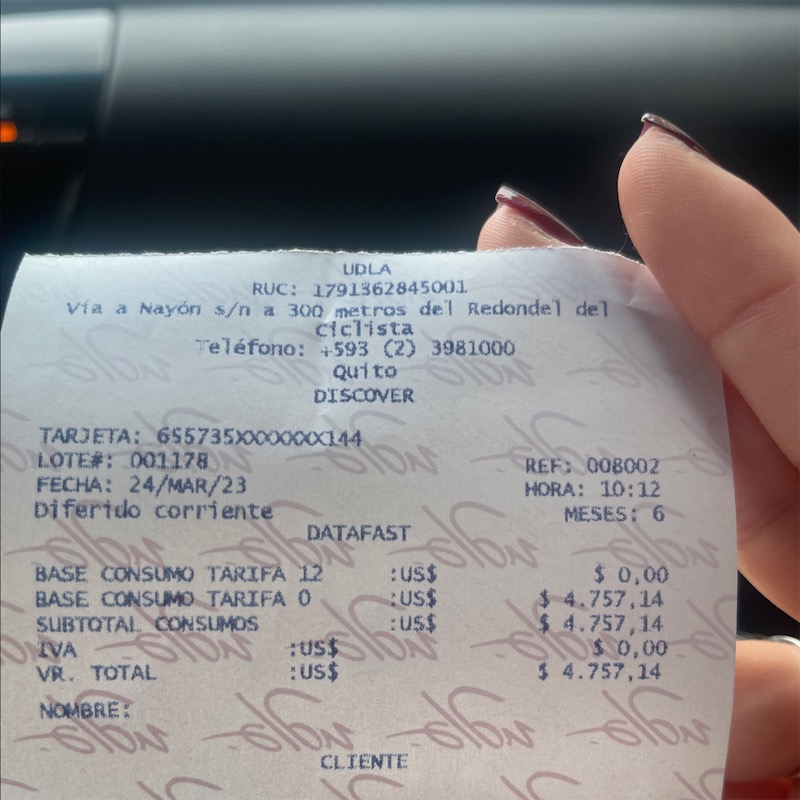 UDLA
RUC: 1791362845001
Vía a Nayón s/n a 300 metros del Redondel del
Ciclista
Teléfono: +593 (2) 3981000
Quito
DISCOVER
TARJETA: 655735XXXXXXX144
LOTE#: 001178 REF: 008002
FECHA: 24/MAR/23 HORA: 10:12
Diferido corriente MESES: 6
DATAFAST
BASE CONSUMO TARIFA 12 :US$ $ 0,00
BASE CONSUMO TARIFA 0 :US$ $ 4.757,14
SUBTOTAL CONSUMOS :US$ $ 4.757,14
IVA :US$ $ 0,00
VR. TOTAL :US$ $ 4.757,14
NOMBRE:
CLIENTE